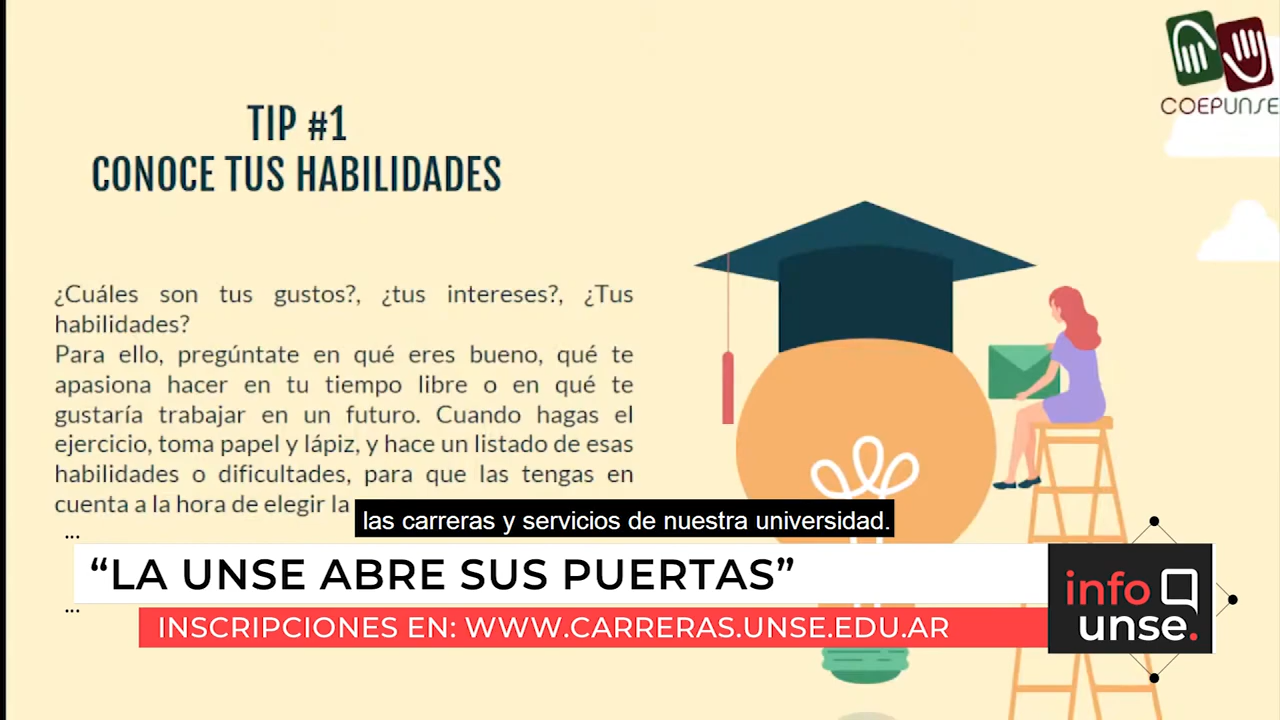 COEPUNSE
TIP #1
CONOCE TUS HABILIDADES
¿Cuáles son tus gustos?, ¿tus intereses?, ¿Tus
habilidades?
Para ello, pregúntate en qué eres bueno, qué te
apasiona hacer en tu tiempo libre o en qué te
gustaría trabajar en un futuro. Cuando hagas el
ejercicio, toma papel y lápiz, y hace un listado de esas
habilidades o dificultades, para que las tengas en
cuenta a la hora de elegir la
las carreras y servicios de nuestra universidad.
...
“LA UNSE ABRE SUS PUERTAS”
...
INSCRIPCIONES EN: WWW.CARRERAS.UNSE.EDU.AR
info
unse.